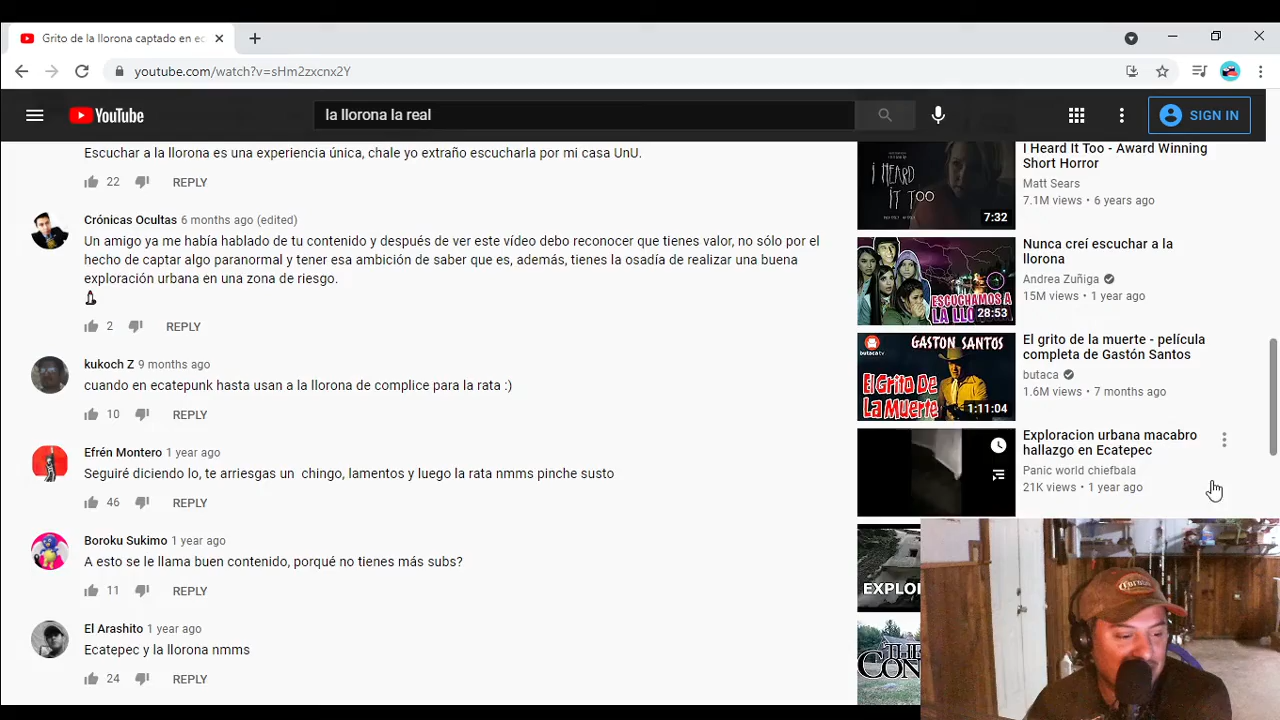 Grito de la llorona captado en ec
youtube.com/watch?v=sHm2zxcnx2Y
YouTube
la llorona la real
SIGN IN
Escuchar a la llorona es una experiencia única, chale yo extraño escucharla por mi casa UnU.
22 REPLY
Crónicas Ocultas 6 months ago (edited)
Un amigo ya me había hablado de tu contenido y después de ver este vídeo debo reconocer que tienes valor, no sólo por el
hecho de captar algo paranormal y tener esa ambición de saber que es, además, tienes la osadía de realizar una buena
exploración urbana en una zona de riesgo.
2 REPLY
kukoch Z 9 months ago
cuando en ecatepunk hasta usan a la llorona de complice para la rata :)
10 REPLY
Efrén Montero 1 year ago
Seguiré diciendo lo, te arriesgas un chingo, lamentos y luego la rata nmms pinche susto
46 REPLY
Boroku Sukimo 1 year ago
A esto se le llama buen contenido, porqué no tienes más subs?
11 REPLY
El Arashito 1 year ago
Ecatepec y la llorona nmms
24 REPLY
I HEARD
IT TOO
7:32
I Heard It Too - Award Winning
Short Horror
Matt Sears
7.1M views • 6 years ago
ESCUCHAMOS A
LA LLO
28:53
Nunca creí escuchar a la
llorona
Andrea Zuñiga
15M views • 1 year ago
butaca
GASTON SANTOS
El Grito De
La Muerte
1:11:04
El grito de la muerte - película
completa de Gastón Santos
butaca
1.6M views • 7 months ago
Exploracion urbana macabro
hallazgo en Ecatepec
Panic world chiefbala
21K views • 1 year ago
EXPLO
THE
CON
Corona